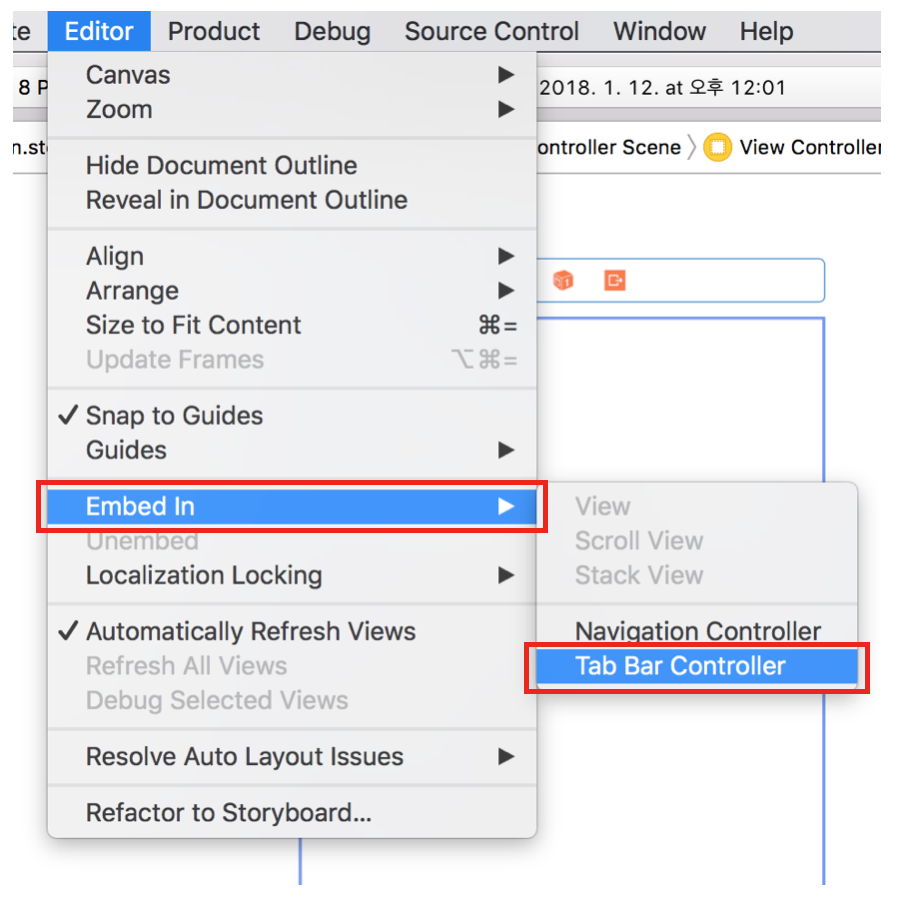 te Editor Product Debug Source Control Window Help
8 P 2018. 1. 12. at 오후 12:01
n.st ontroller Scene View Controller
Canvas
Zoom
Hide Document Outline
Reveal in Document Outline
Align
Arrange
Size to Fit Content ⌘=
Update Frames ⌥⌘=
✓ Snap to Guides
Guides
Embed In
Unembed
Localization Locking
✓ Automatically Refresh Views
Refresh All Views
Debug Selected Views
Resolve Auto Layout Issues
Refactor to Storyboard...
View
Scroll View
Stack View
Navigation Controller
Tab Bar Controller